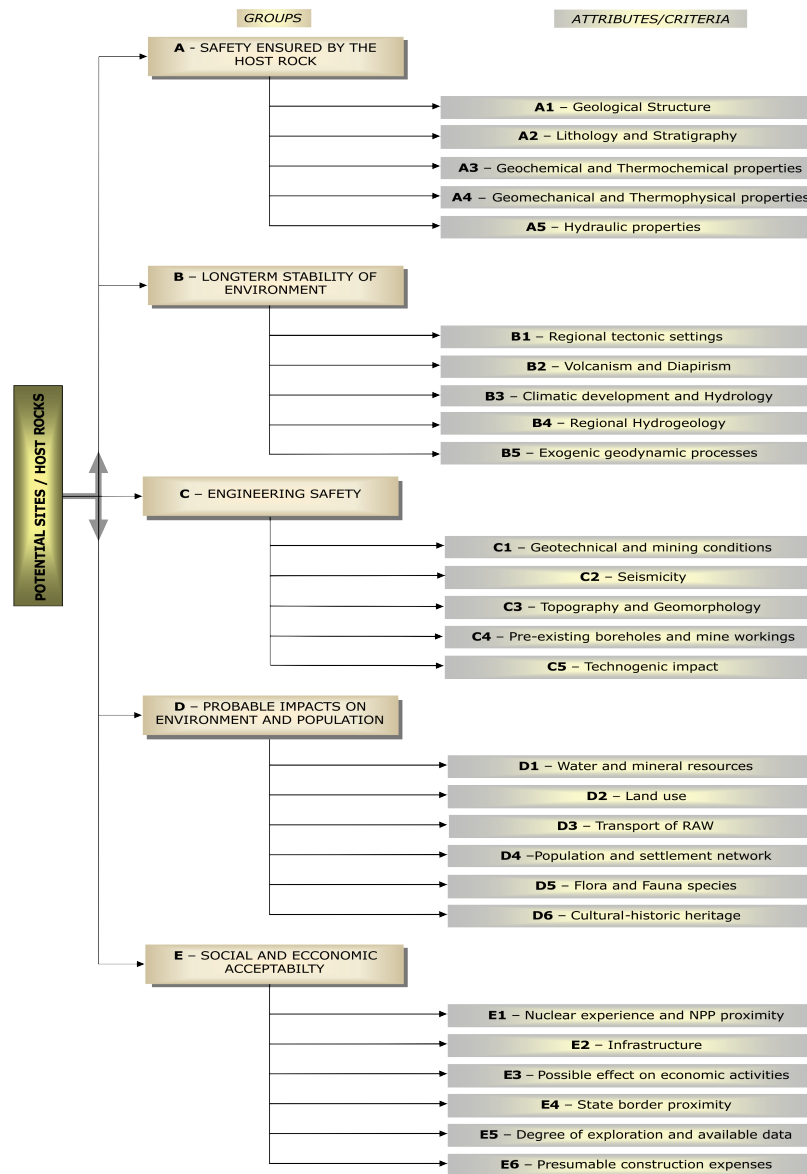 GROUPS
ATTRIBUTES/CRITERIA
A - SAFETY ENSURED BY THE
HOST ROCK
A1 – Geological Structure
A2 – Lithology and Stratigraphy
A3 – Geochemical and Thermochemical properties
A4 – Geomechanical and Thermophysical properties
A5 – Hydraulic properties
B – LONGTERM STABILITY OF
ENVIRONMENT
B1 – Regional tectonic settings
B2 – Volcanism and Diapirism
B3 – Climatic development and Hydrology
B4 – Regional Hydrogeology
B5 – Exogenic geodynamic processes
POTENTIAL SITES / HOST ROCKS
C – ENGINEERING SAFETY
C1 – Geotechnical and mining conditions
C2 – Seismicity
C3 – Topography and Geomorphology
C4 – Pre-existing boreholes and mine workings
C5 – Technogenic impact
D – PROBABLE IMPACTS ON
ENVIRONMENT AND POPULATION
D1 – Water and mineral resources
D2 – Land use
D3 – Transport of RAW
D4 –Population and settlement network
D5 – Flora and Fauna species
D6 – Cultural-historic heritage
E – SOCIAL AND ECCONOMIC
ACCEPTABILTY
E1 – Nuclear experience and NPP proximity
E2 – Infrastructure
E3 – Possible effect on economic activities
E4 – State border proximity
E5 – Degree of exploration and available data
E6 – Presumable construction expenses